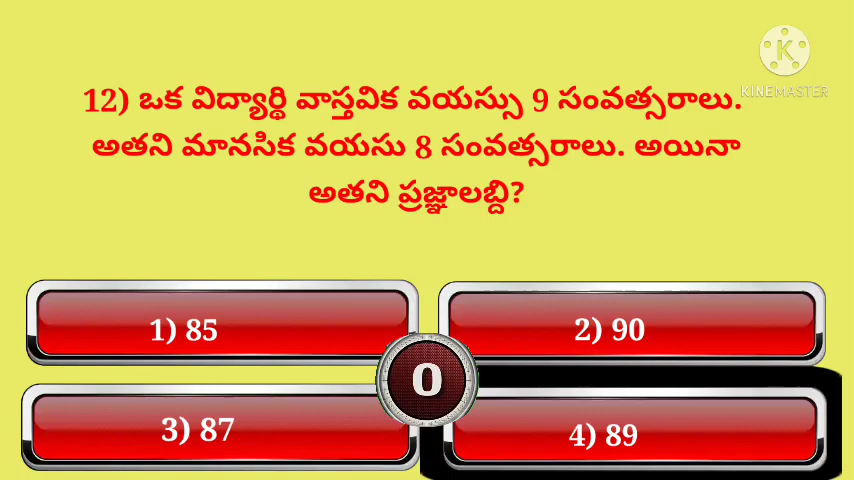 KINEMASTER
12) ఒక విద్యార్థి వాస్తవిక వయస్సు 9 సంవత్సరాలు.
అతని మానసిక వయసు 8 సంవత్సరాలు. అయినా
అతని ప్రజ్ఞాలబ్ది?
1) 85
2) 90
0
3) 87
4) 89